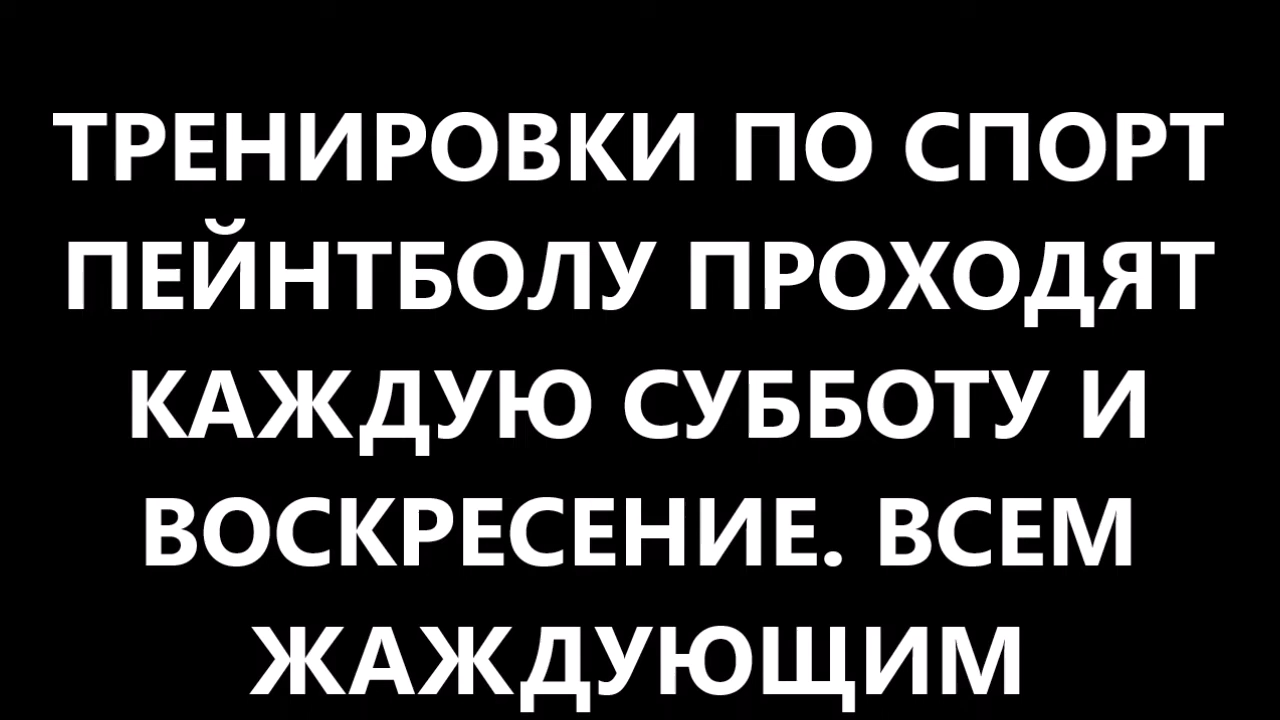 ТРЕНИРОВКИ ПО СПОРТ
ПЕЙНТБОЛУ ПРОХОДЯТ
КАЖДУЮ СУББОТУ И
ВОСКРЕСЕНИЕ. ВСЕМ
ЖАЖДУЮЩИМ